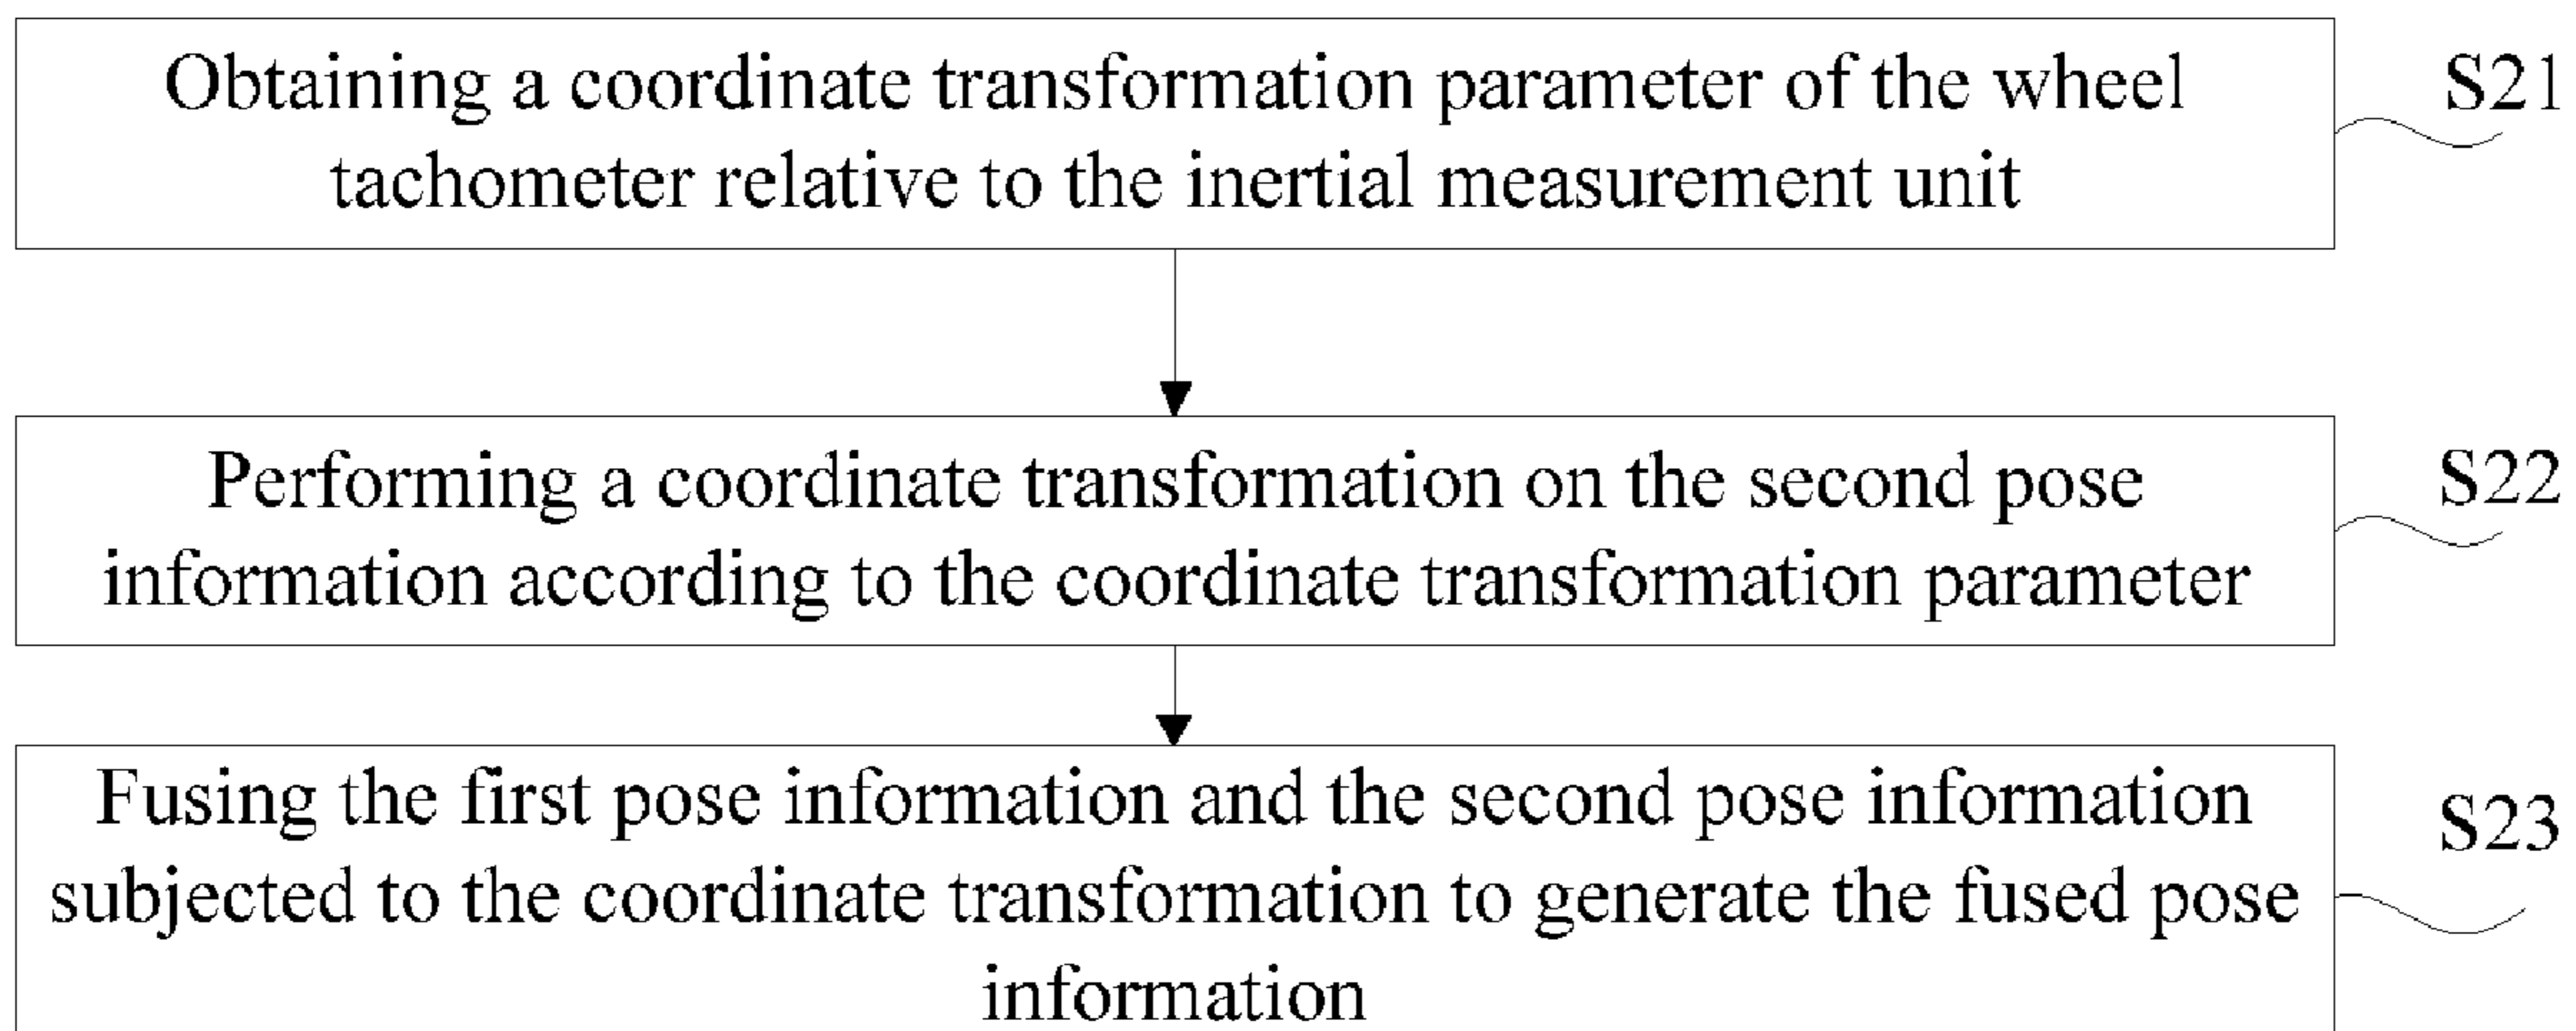 Obtaining a coordinate transformation parameter of the wheel
tachometer relative to the inertial measurement unit
S21
Performing a coordinate transformation on the second pose
information according to the coordinate transformation parameter
S22
Fusing the first pose information and the second pose information
subjected to the coordinate transformation to generate the fused pose
information
S23